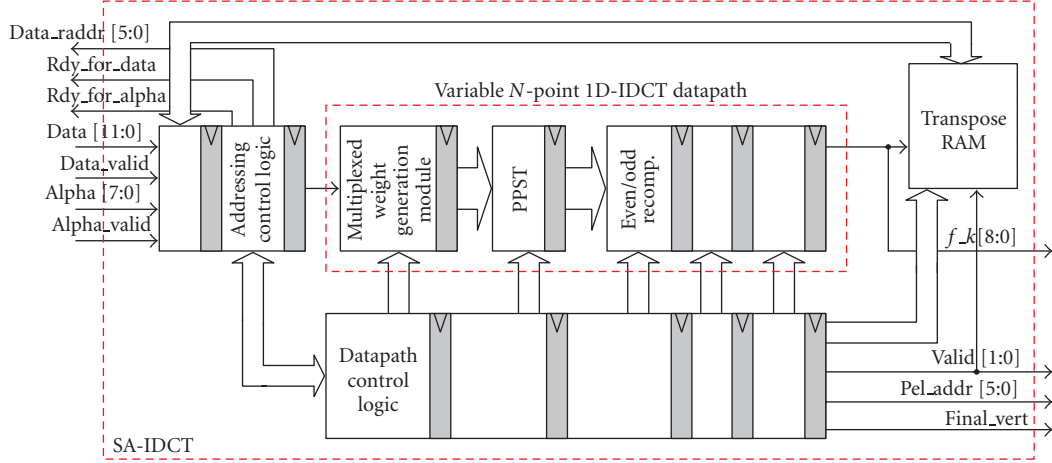 Data_raddr [5:0]
Rdy_for_data
Rdy_for_alpha
Data [11:0]
Data_valid
Alpha [7:0]
Alpha_valid
Addressing
control logic
Variable N-point 1D-IDCT datapath
Multiplexed
weight
generation
module
PPST
Even/odd
recomp.
Transpose
RAM
f_k[8:0]
Datapath
control
logic
Valid [1:0]
Pel_addr [5:0]
Final_vert
SA-IDCT